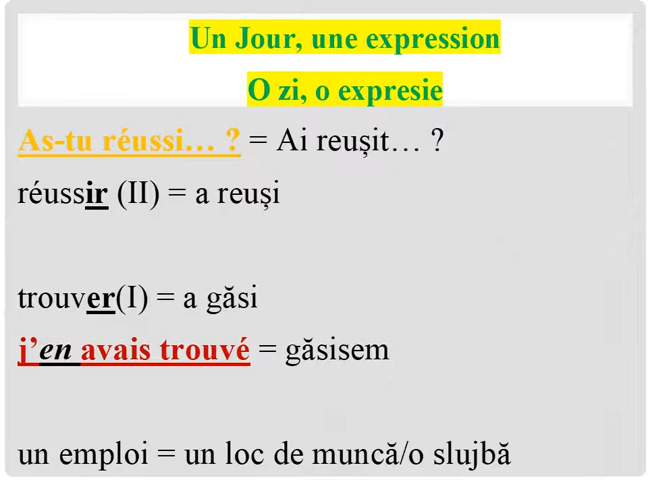 Un Jour, une expression
O zi, o expresie
As-tu réussi… ? = Ai reușit… ?
réussir (II) = a reuși
trouver(I) = a găsi
j’en avais trouvé = găsisem
un emploi = un loc de muncă/o slujbă